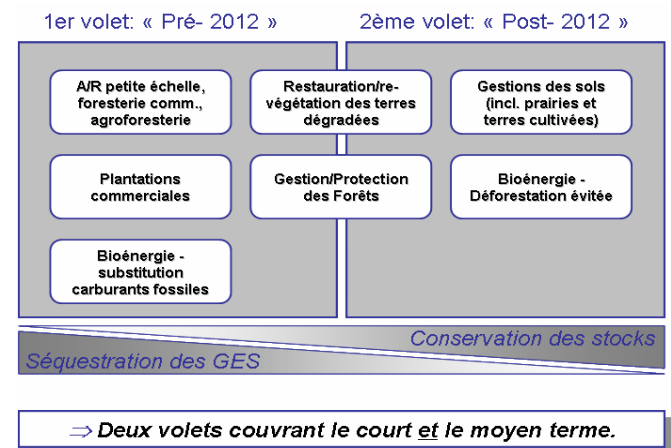 1er volet: « Pré- 2012 »
2ème volet: « Post- 2012 »
A/R petite échelle,
foresterie comm.,
agroforesterie
Restauration/re-
végétation des terres
dégradées
Gestions des sols
(incl. prairies et
terres cultivées)
Plantations
commerciales
Gestion/Protection
des Forêts
Bioénergie -
Déforestation évitée
Bioénergie -
substitution
carburants fossiles
Conservation des stocks
Séquestration des GES
⇒ Deux volets couvrant le court et le moyen terme.